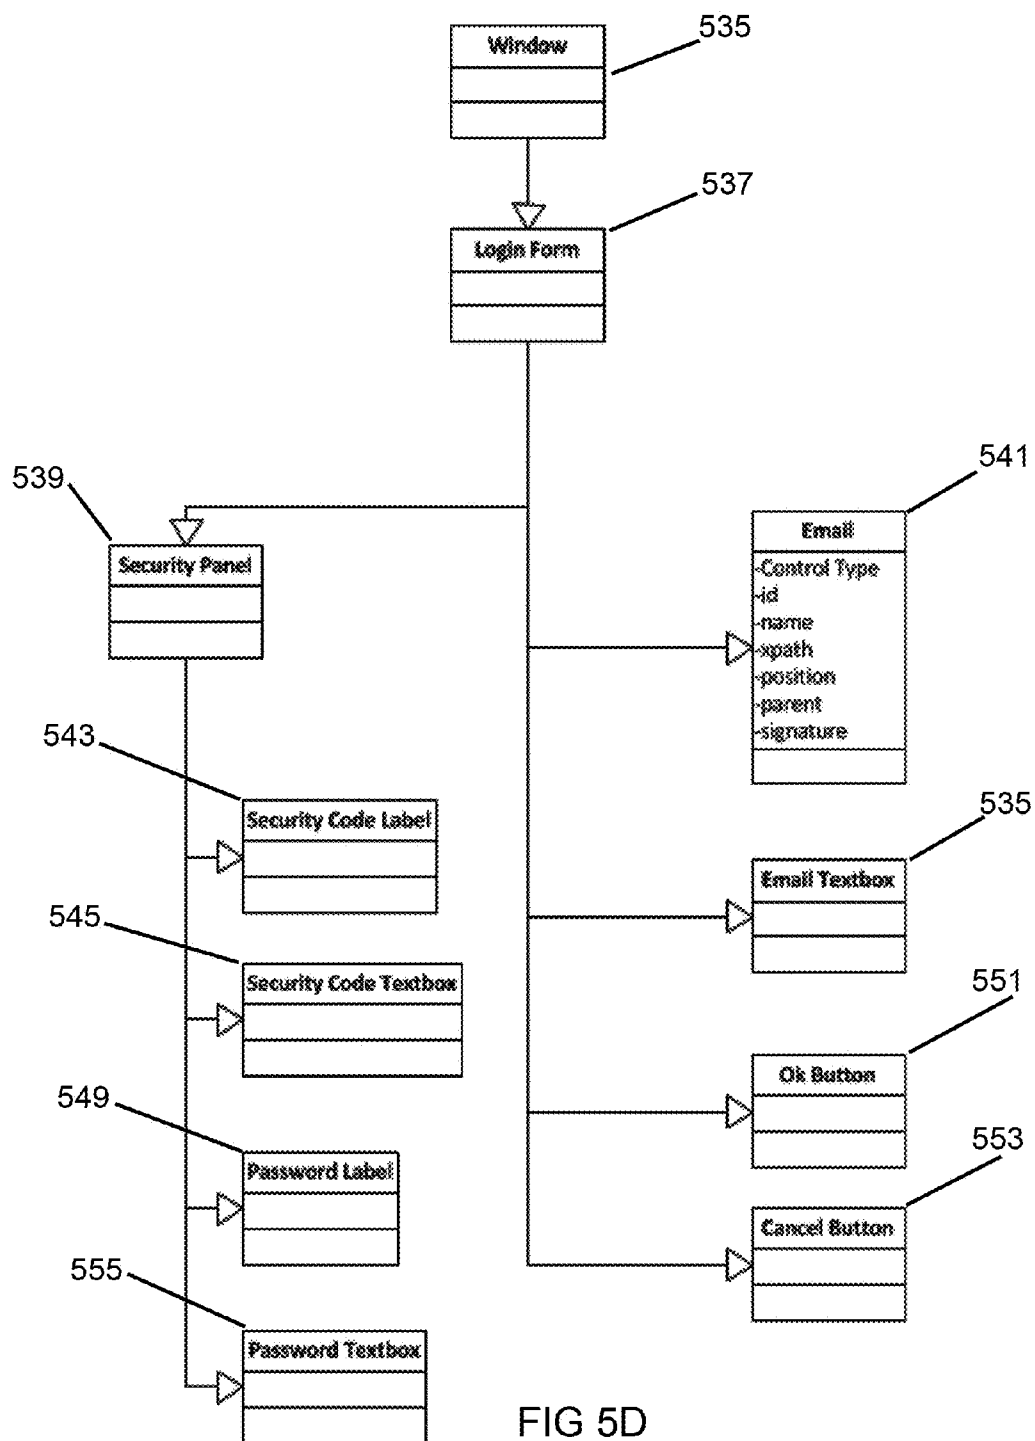 535
Window
537
Login Form
539
Security Panel
541
Email
-Control Type
-id
-name
-xpath
-position
-parent
-signature
543
Security Code Label
535
Email Textbox
545
Security Code Textbox
551
Ok Button
549
Password Label
553
Cancel Button
555
Password Textbox
FIG 5D